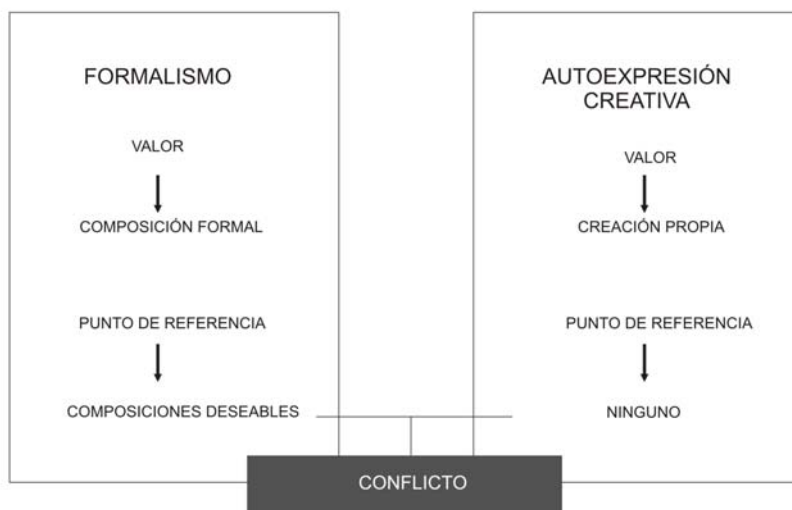 FORMALISMO
VALOR
COMPOSICIÓN FORMAL
PUNTO DE REFERENCIA
COMPOSICIONES DESEABLES
AUTOEXPRESIÓN
CREATIVA
VALOR
CREACIÓN PROPIA
PUNTO DE REFERENCIA
NINGUNO
CONFLICTO